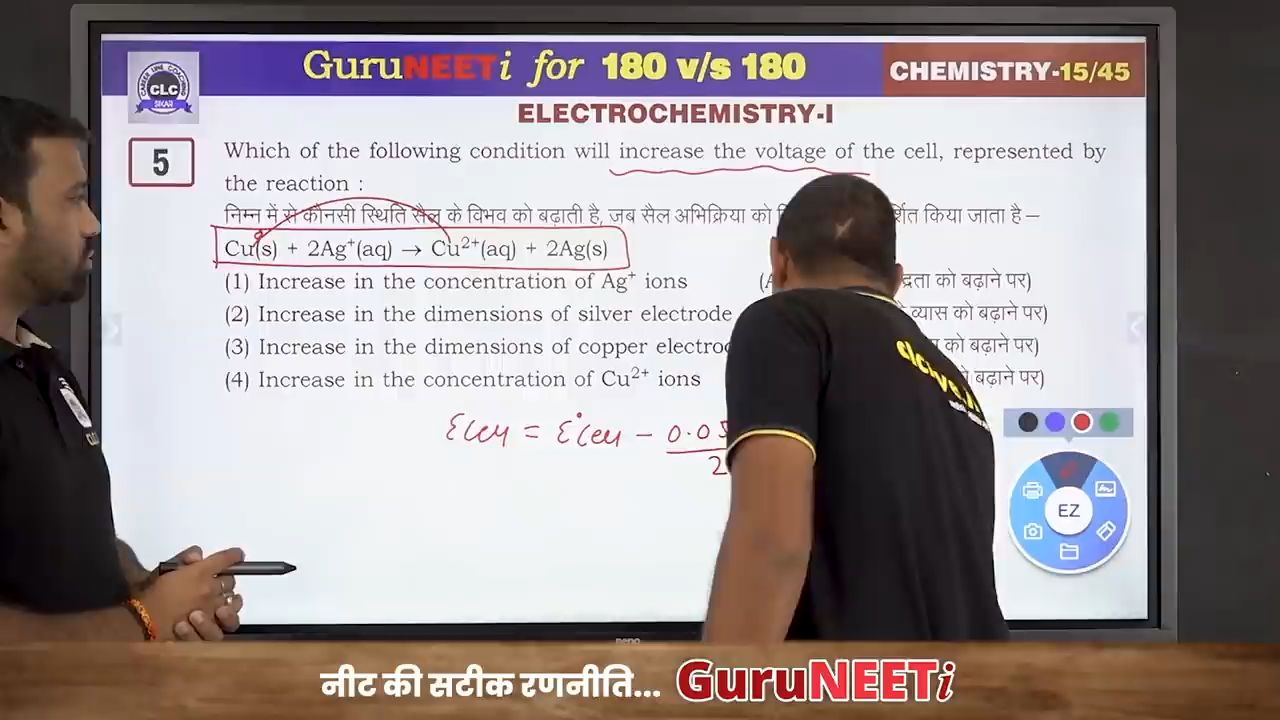 GuruNEETi for 180 v/s 180
CHEMISTRY-15/45
CLC
SIKAR
ELECTROCHEMISTRY-I
5
Which of the following condition will increase the voltage of the cell, represented by
the reaction :
निम्न में से कौनसी स्थिति सैल के विभव को बढ़ाती है, जब सैल अभिक्रिया को किया जाता है –
Cu(s) + 2Ag⁺(aq) → Cu²⁺(aq) + 2Ag(s)
(1) Increase in the concentration of Ag⁺ ions को बढ़ाने पर)
(2) Increase in the dimensions of silver electrode व्यास को बढ़ाने पर)
(3) Increase in the dimensions of copper को बढ़ाने पर)
(4) Increase in the concentration of Cu²⁺ ions बढ़ाने पर)
Ecell = E°cell –
2
EZ
नीट की सटीक रणनीति... GuruNEETi